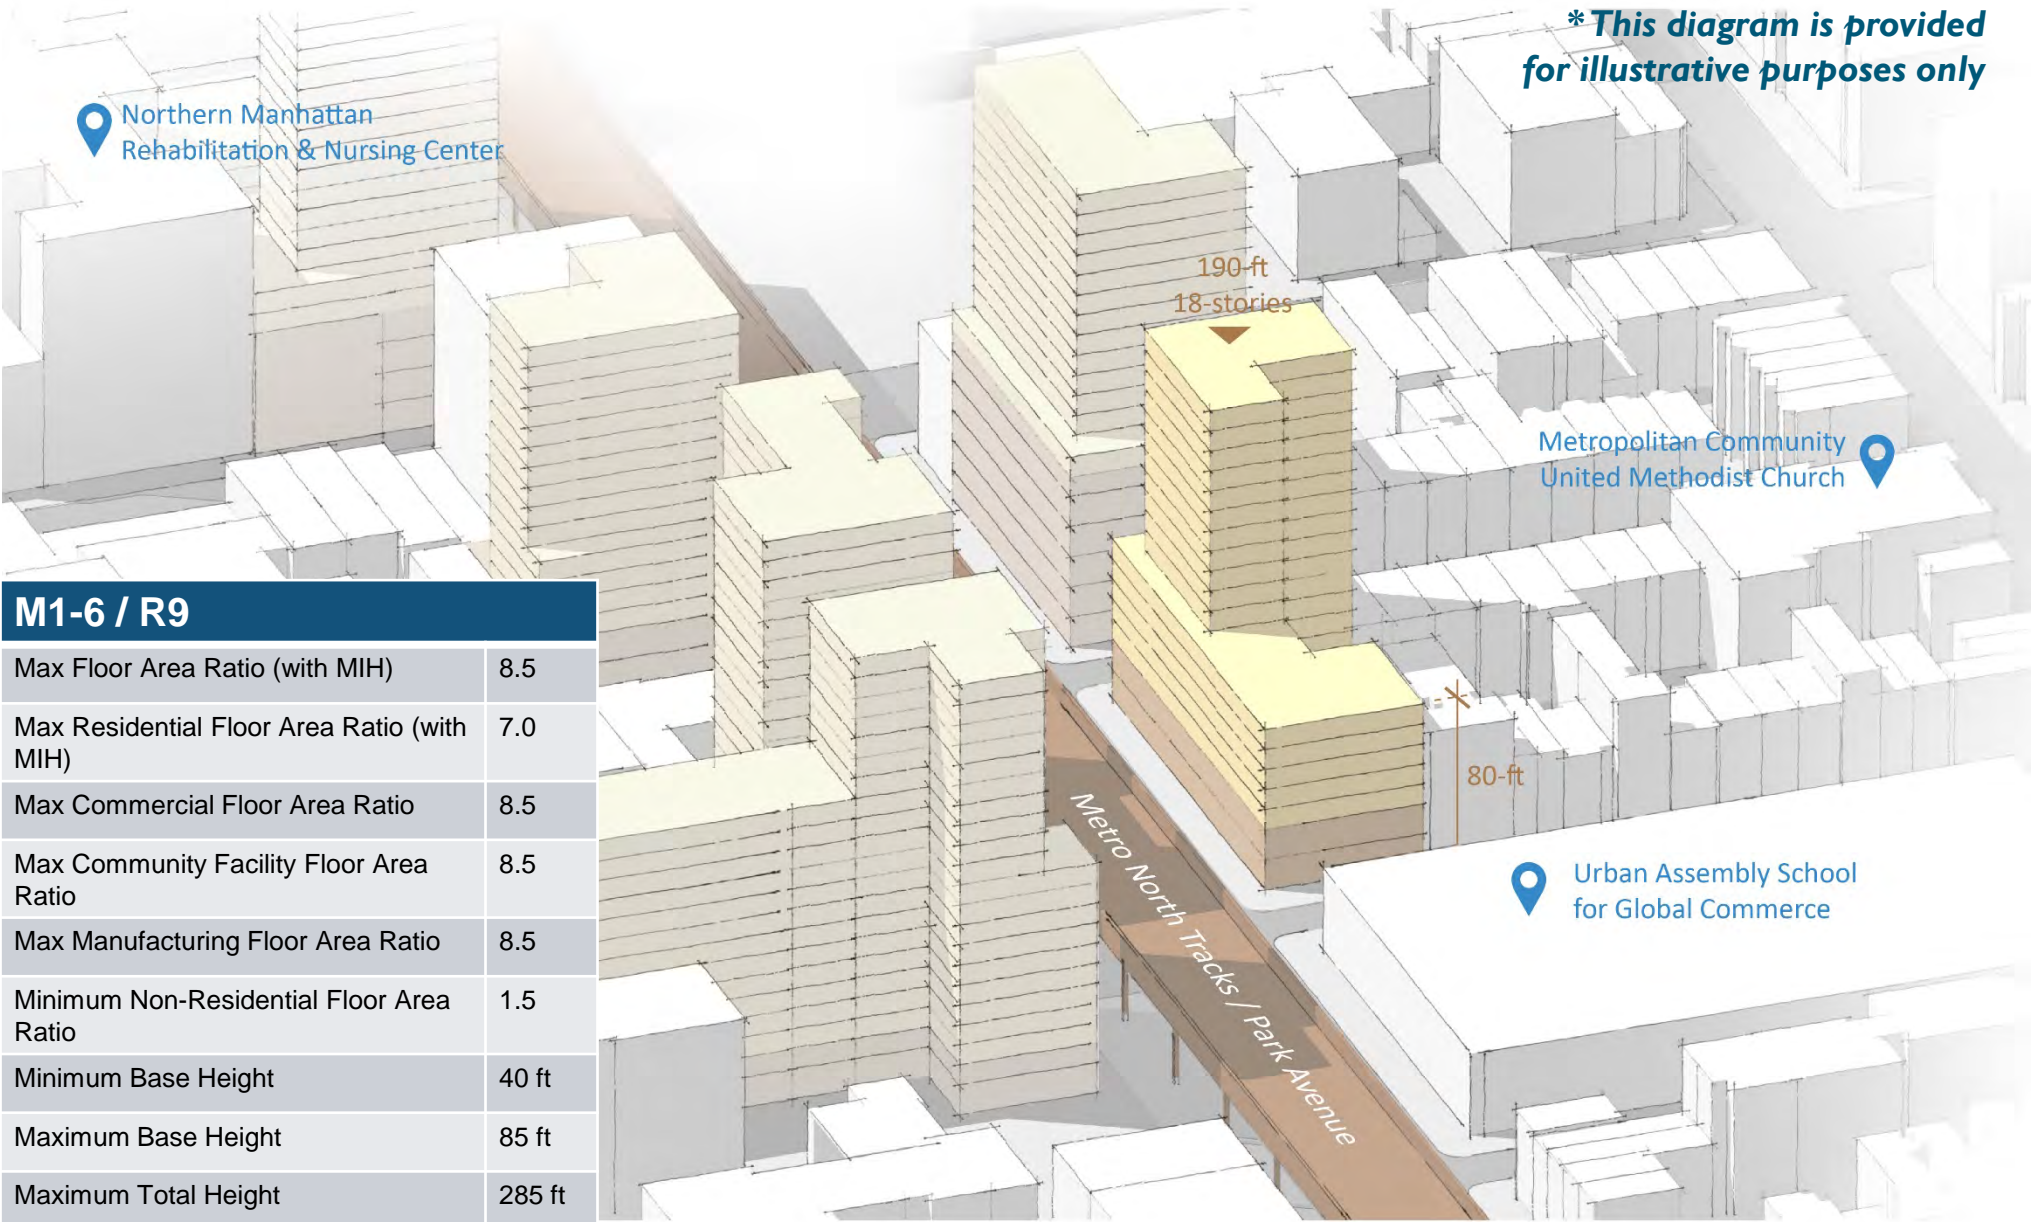 * This diagram is provided
for illustrative purposes only
Northern Manhattan
Rehabilitation & Nursing Center
190-ft
18-stories
Metropolitan Community
United Methodist Church
80-ft
Urban Assembly School
for Global Commerce
Metro North Tracks / Park Avenue
M1-6 / R9
Max Floor Area Ratio (with MIH) 8.5
Max Residential Floor Area Ratio (with
MIH) 7.0
Max Commercial Floor Area Ratio 8.5
Max Community Facility Floor Area
Ratio 8.5
Max Manufacturing Floor Area Ratio 8.5
Minimum Non-Residential Floor Area
Ratio 1.5
Minimum Base Height 40 ft
Maximum Base Height 85 ft
Maximum Total Height 285 ft